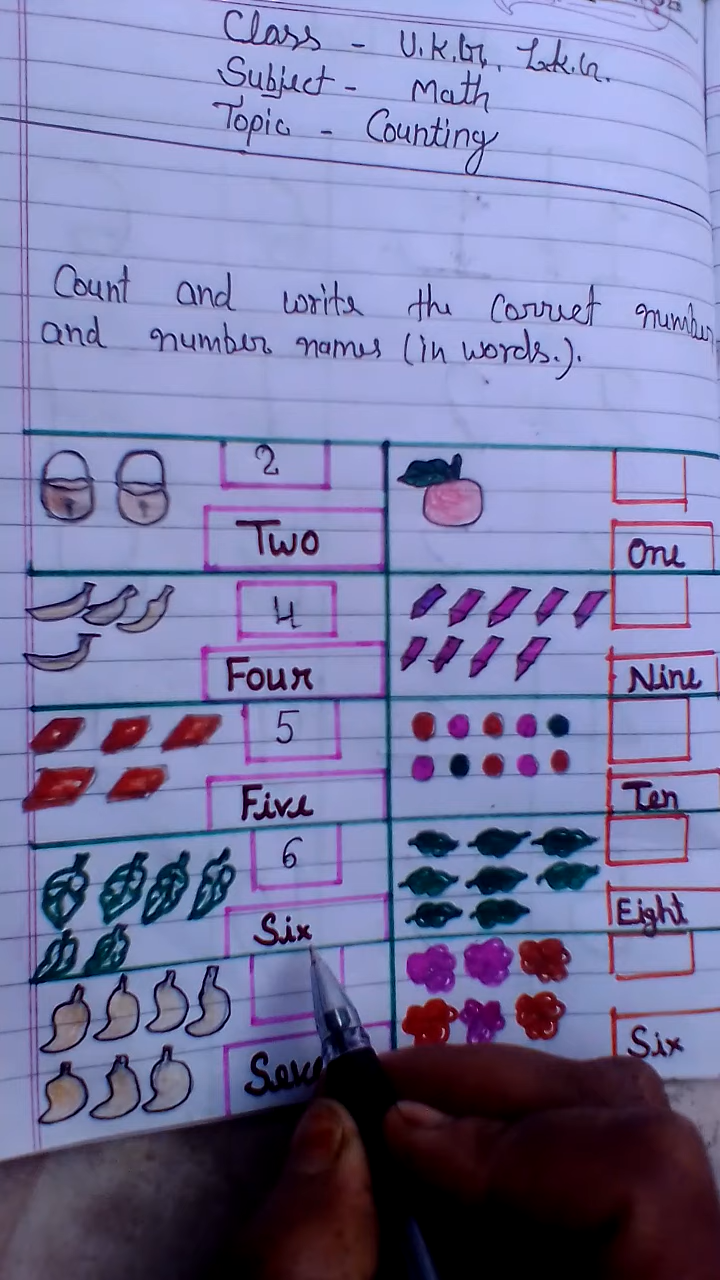 Class - U.K.G, L.K.G.
Subject - Math
Topic - Counting
Count and write the correct number
and number names (in words.).
2
Two
One
4
Four
Nine
5
Five
Ten
6
Six
Eight
Six